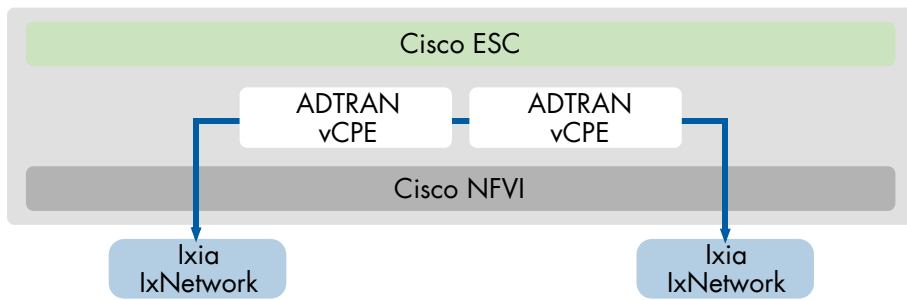 Cisco ESC
ADTRAN
vCPE
ADTRAN
vCPE
Cisco NFVI
Ixia
IxNetwork
Ixia
IxNetwork